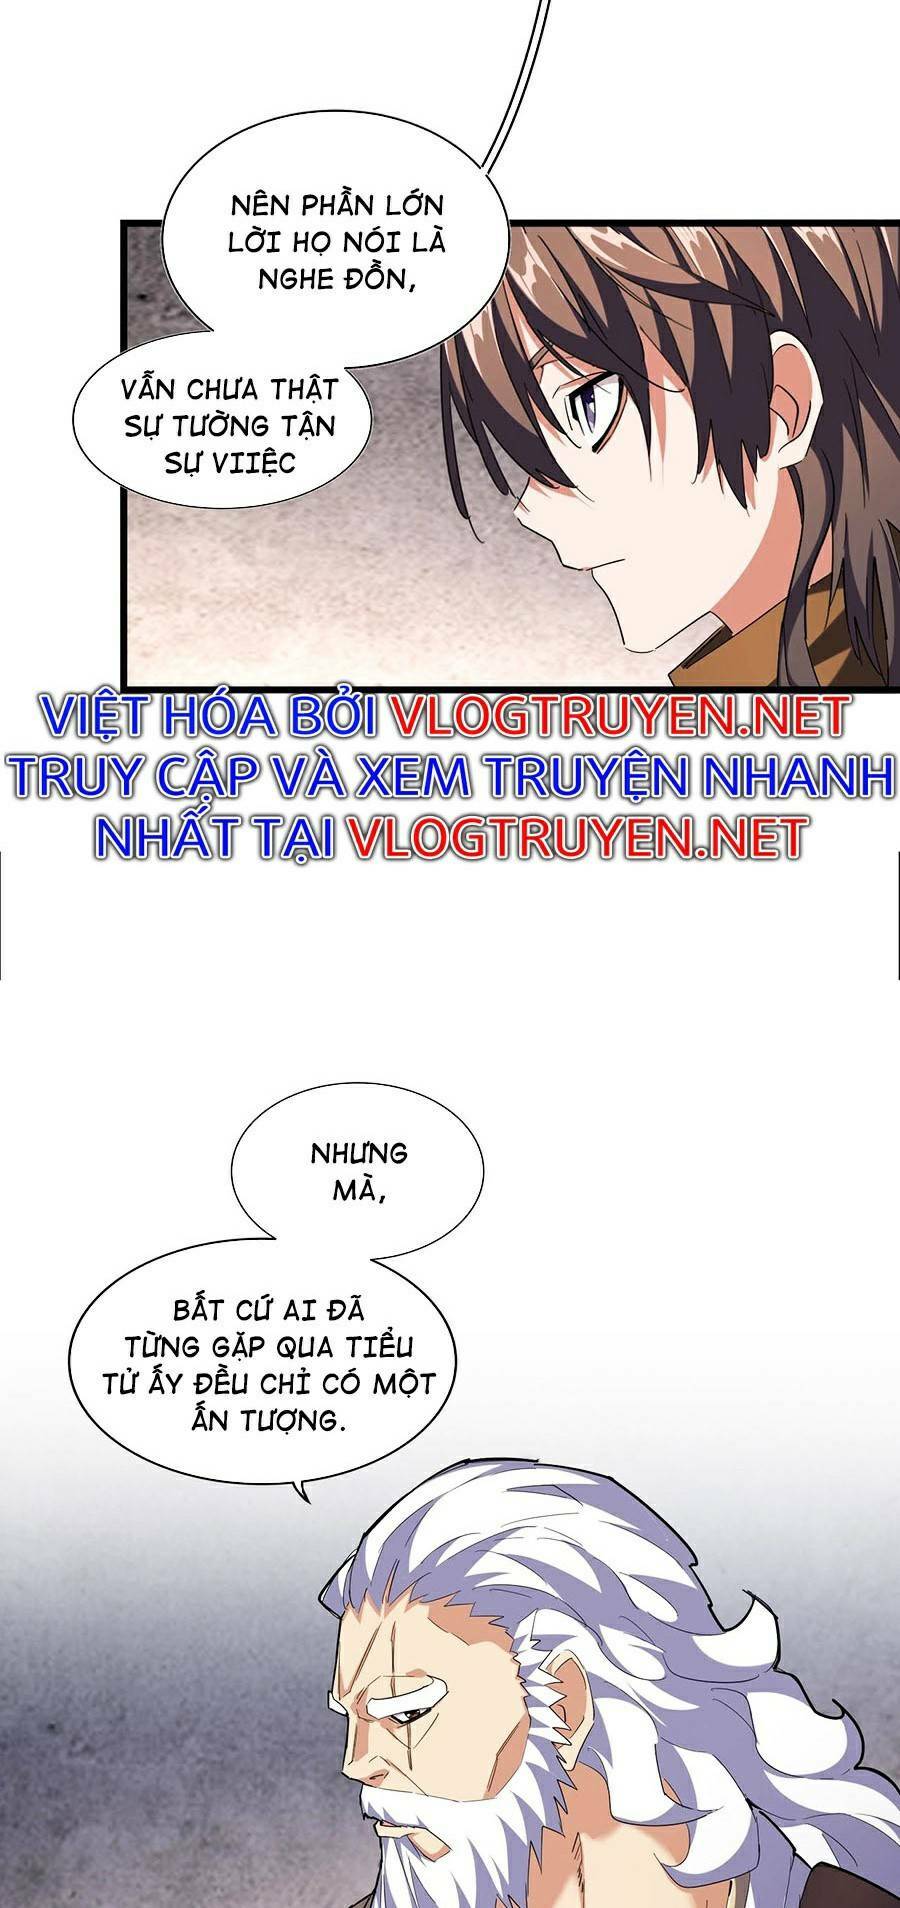 NÊN PHẦN LỚN
LỜI HỌ NÓI LÀ
NGHE ĐỒN,
VẪN CHƯA THẬT
SỰ TƯỜNG TẬN
SỰ VIIỆC
VIỆT HÓA BỞI VLOGTRUYEN.NET
TRUY CẬP VÀ XEM TRUYỆN NHANH
NHẤT TẠI VLOGTRUYEN.NET
NHƯNG
MÀ,
BẤT CỨ AI ĐÃ
TỪNG GẶP QUA TIỂU
TỬ ẤY ĐỀU CHỈ CÓ MỘT
ẤN TƯỢNG.